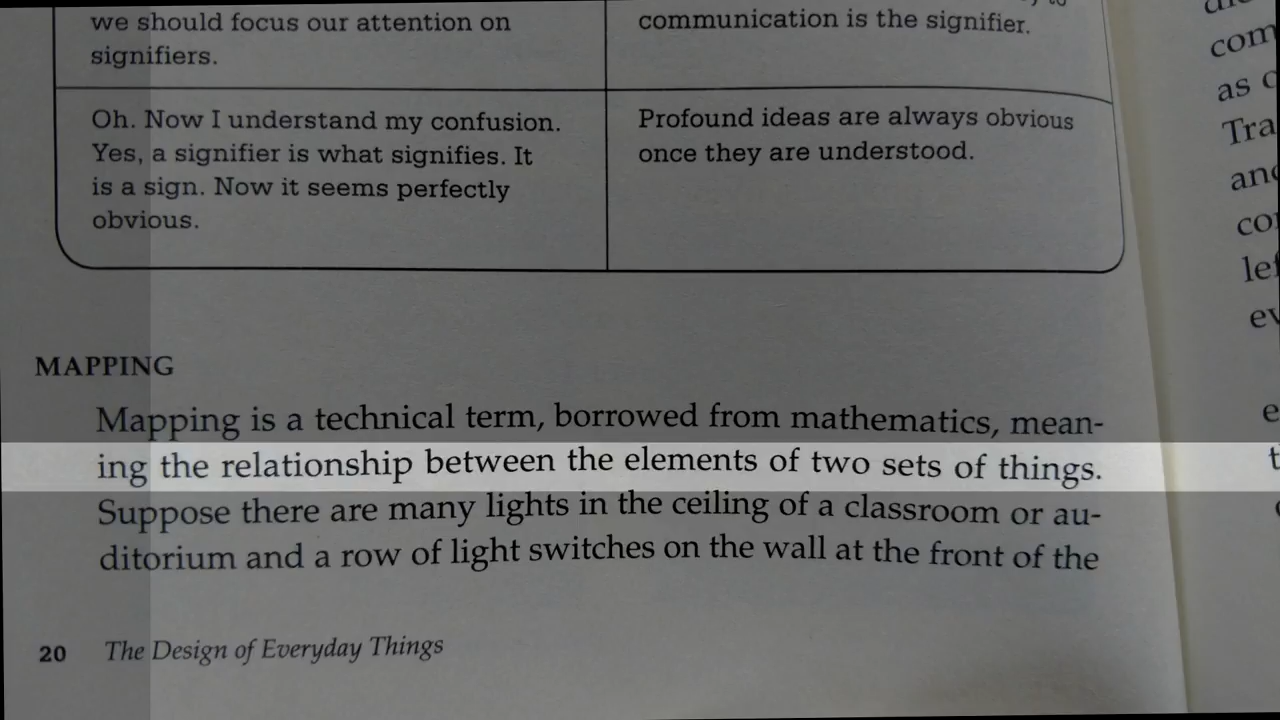 we should focus our attention on
signifiers.
communication is the signifier.
Oh. Now I understand my confusion.
Yes, a signifier is what signifies. It
is a sign. Now it seems perfectly
obvious.
Profound ideas are always obvious
once they are understood.
MAPPING
Mapping is a technical term, borrowed from mathematics, mean-
ing the relationship between the elements of two sets of things.
Suppose there are many lights in the ceiling of a classroom or au-
ditorium and a row of light switches on the wall at the front of the
20 The Design of Everyday Things
com
as
Tra